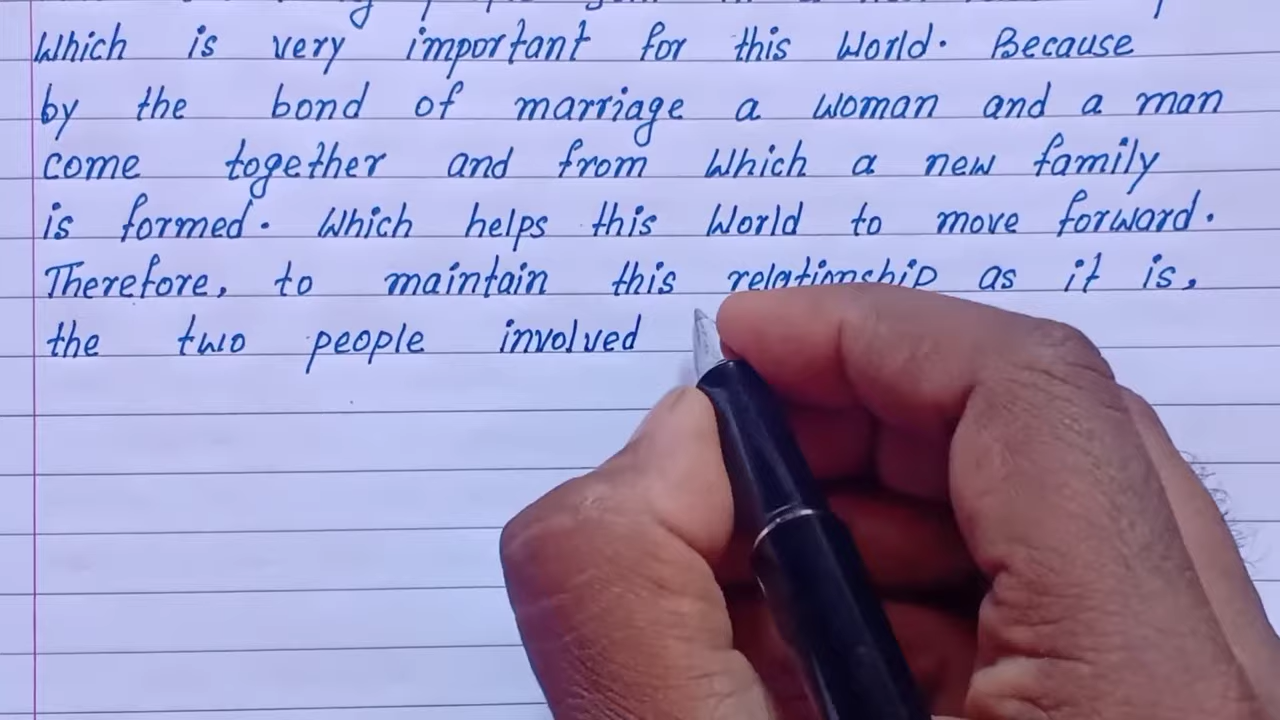 Which is very important for this World. Because
by the bond of marriage a woman and a man
come together and from Which a new family
is formed. Which helps this World to move forward.
Therefore, to maintain this relationship as it is,
the two people involved